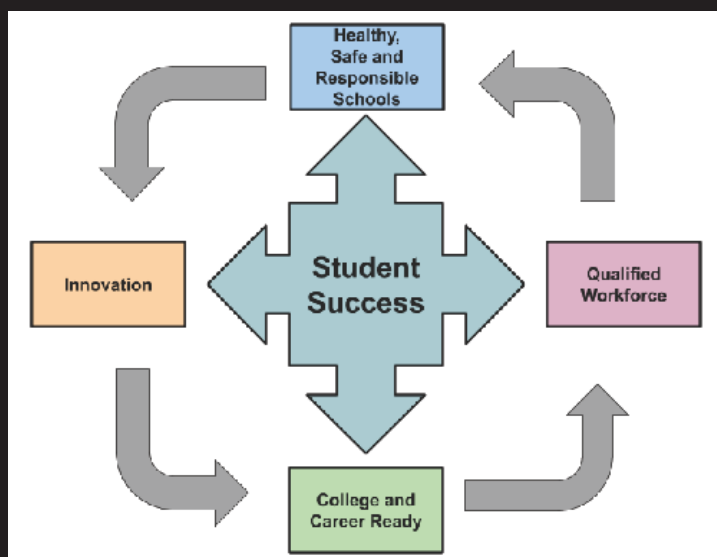 Healthy,
Safe and
Responsible
Schools
Innovation
Student
Success
Qualified
Workforce
College and
Career Ready